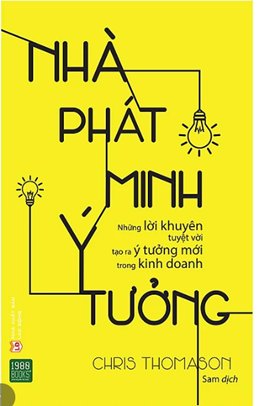 NHÀ
PHÁT
MINH
Ý
TƯỞNG
Những lời khuyên
tuyệt vời
tạo ra ý tưởng mới
trong kinh doanh
CHRIS THOMASON
Sam dịch
1980
BOOKS